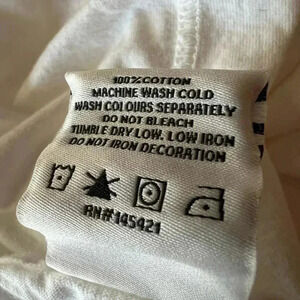 100% COTTON
MACHINE WASH COLD
WASH COLOURS SEPARATELY
DO NOT BLEACH
TUMBLE DRY LOW. LOW IRON
DO NOT IRON DECORATION
RN#145421